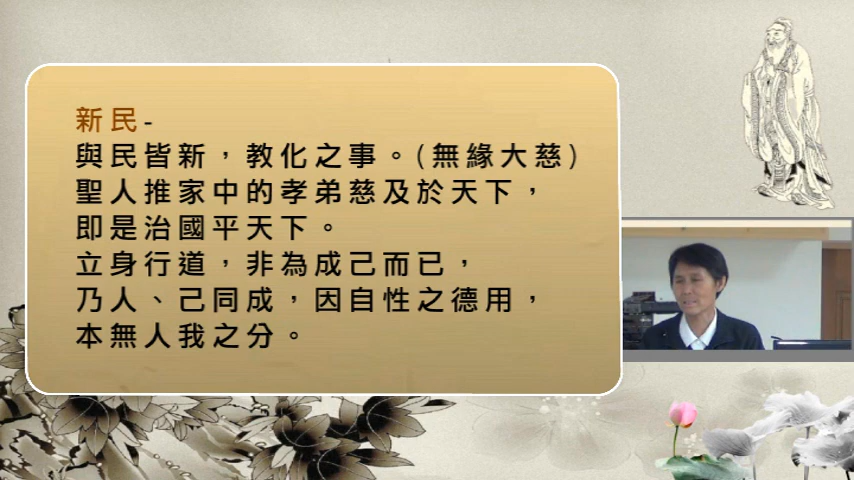 新民-
與民皆新，教化之事。(無緣大慈)
聖人推家中的孝弟慈及於天下，
即是治國平天下。
立身行道，非為成己而已，
乃人、己同成，因自性之德用，
本無人我之分。